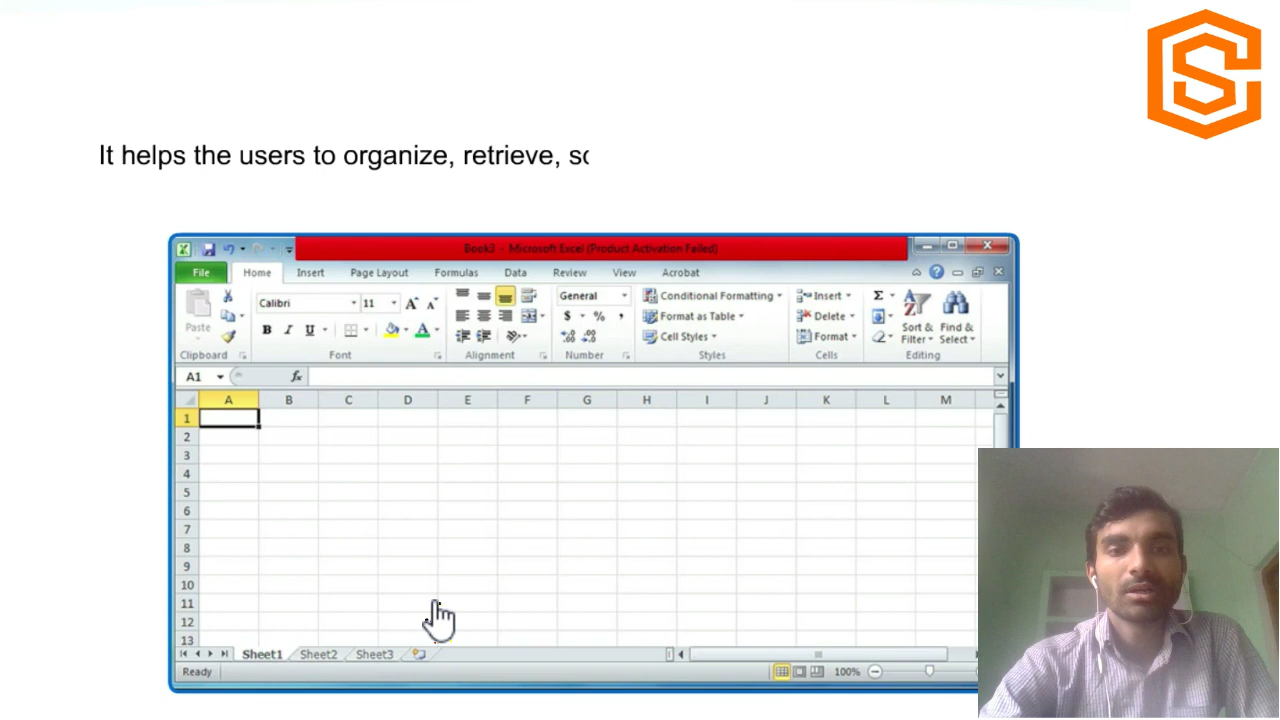 It helps the users to organize, retrieve, so
Book3 - Microsoft Excel (Product Activation Failed)
File Home Insert Page Layout Formulas Data Review View Acrobat
Calibri 11 General Conditional Formatting Insert Σ
Paste B I U $ % , Format as Table Delete Sort & Find &
Cell Styles Format Filter Select
Clipboard Font Alignment Number Styles Cells Editing
A1 fx
A B C D E F G H I J K L M
1
2
3
4
5
6
7
8
9
10
11
12
13
Sheet1 Sheet2 Sheet3
Ready 100%